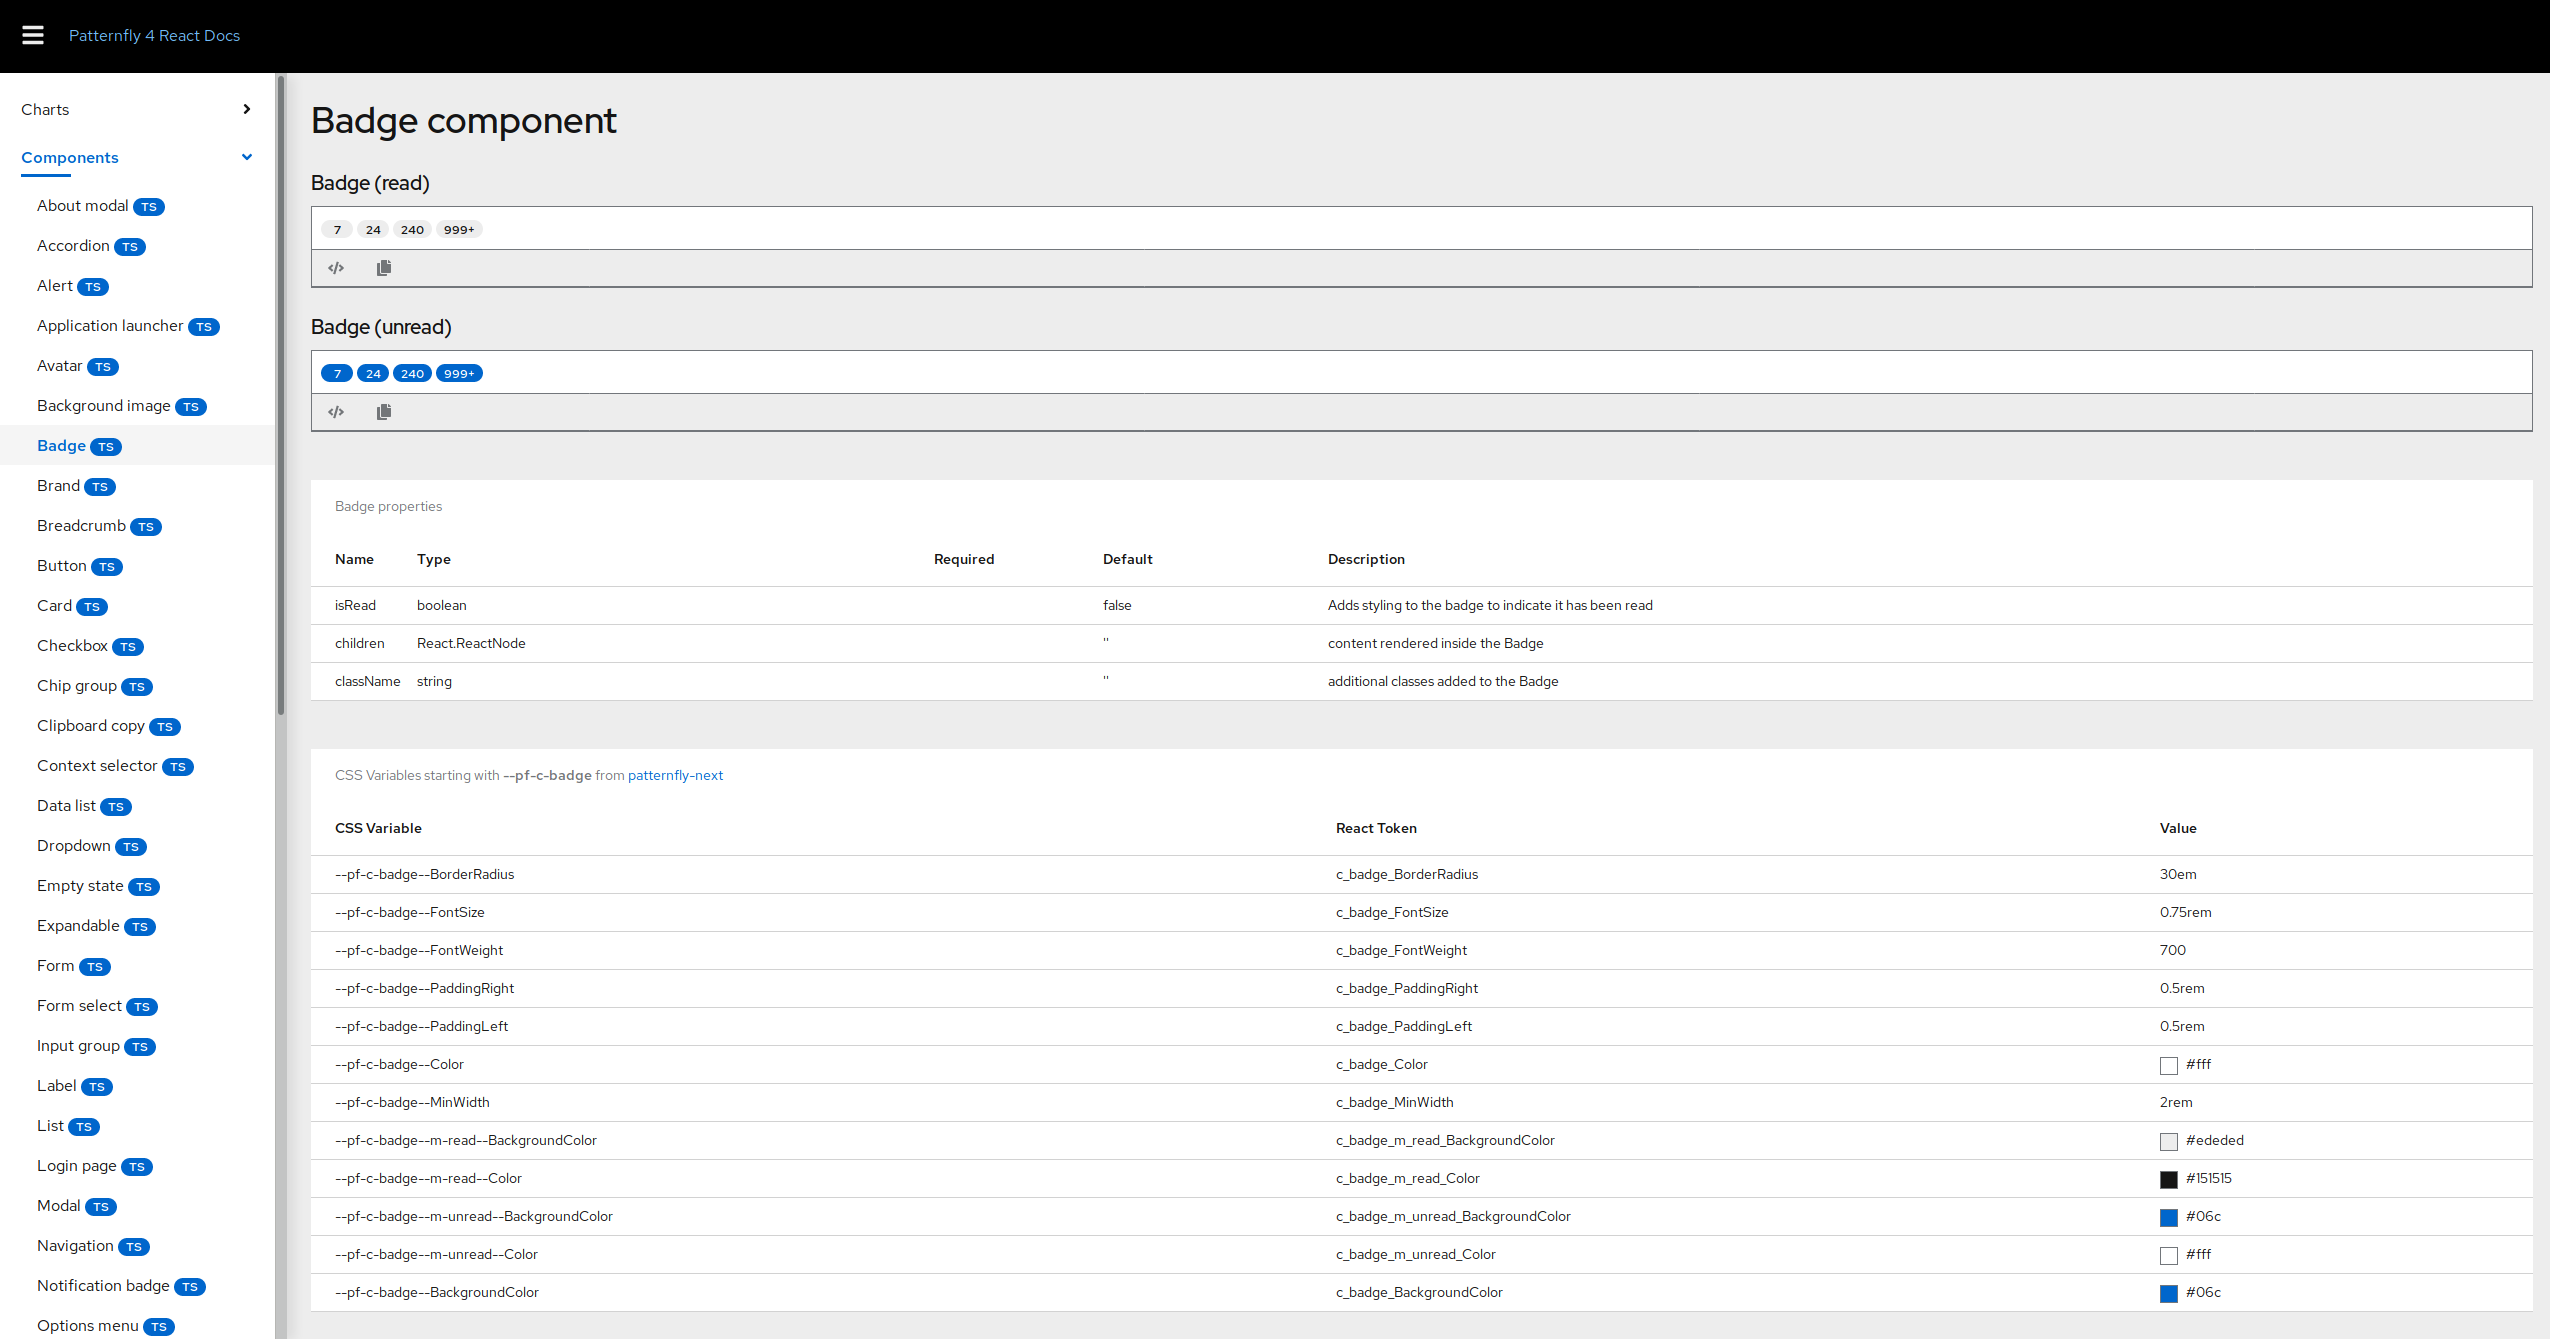 Patternfly 4 React Docs
Charts
Components
About modal TS
Accordion TS
Alert TS
Application launcher TS
Avatar TS
Background image TS
Badge TS
Brand TS
Breadcrumb TS
Button TS
Card TS
Checkbox TS
Chip group TS
Clipboard copy TS
Context selector TS
Data list TS
Dropdown TS
Empty state TS
Expandable TS
Form TS
Form select TS
Input group TS
Label TS
List TS
Login page TS
Modal TS
Navigation TS
Notification badge TS
Options menu TS
Badge component
Badge (read)
7 24 240 999+
Badge (unread)
7 24 240 999+
Badge properties
Name Type Required Default Description
isRead boolean false Adds styling to the badge to indicate it has been read
children React.ReactNode '' content rendered inside the Badge
className string '' additional classes added to the Badge
CSS Variables starting with --pf-c-badge from patternfly-next
CSS Variable React Token Value
--pf-c-badge--BorderRadius c_badge_BorderRadius 30em
--pf-c-badge--FontSize c_badge_FontSize 0.75rem
--pf-c-badge--FontWeight c_badge_FontWeight 700
--pf-c-badge--PaddingRight c_badge_PaddingRight 0.5rem
--pf-c-badge--PaddingLeft c_badge_PaddingLeft 0.5rem
--pf-c-badge--Color c_badge_Color #fff
--pf-c-badge--MinWidth c_badge_MinWidth 2rem
--pf-c-badge--m-read--BackgroundColor c_badge_m_read_BackgroundColor #ededed
--pf-c-badge--m-read--Color c_badge_m_read_Color #151515
--pf-c-badge--m-unread--BackgroundColor c_badge_m_unread_BackgroundColor #06c
--pf-c-badge--m-unread--Color c_badge_m_unread_Color #fff
--pf-c-badge--BackgroundColor c_badge_BackgroundColor #06c